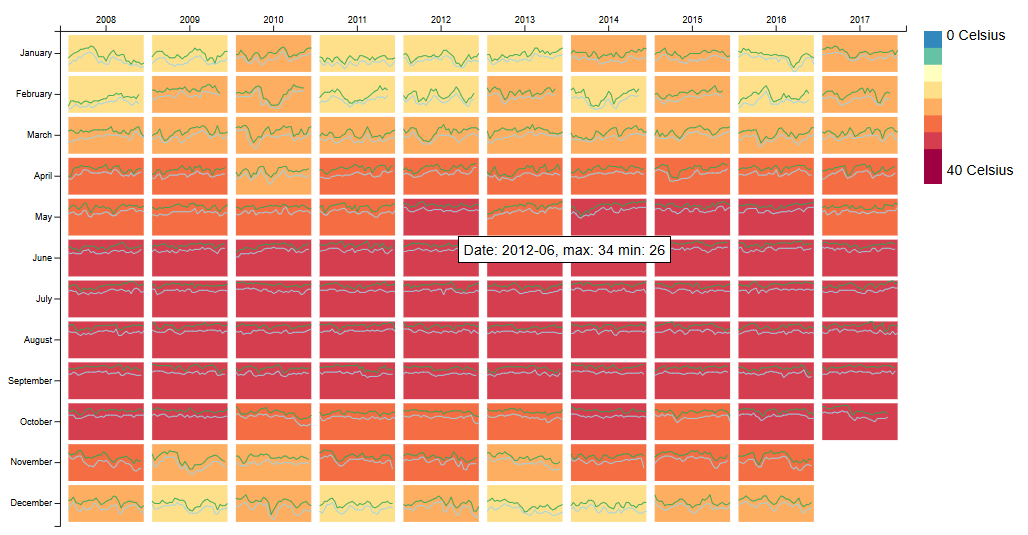 2008 2009 2010 2011 2012 2013 2014 2015 2016 2017
0 Celsius
January
February
March
April
40 Celsius
May
Date: 2012-06, max: 34 min: 26
June
July
August
September
October
November
December